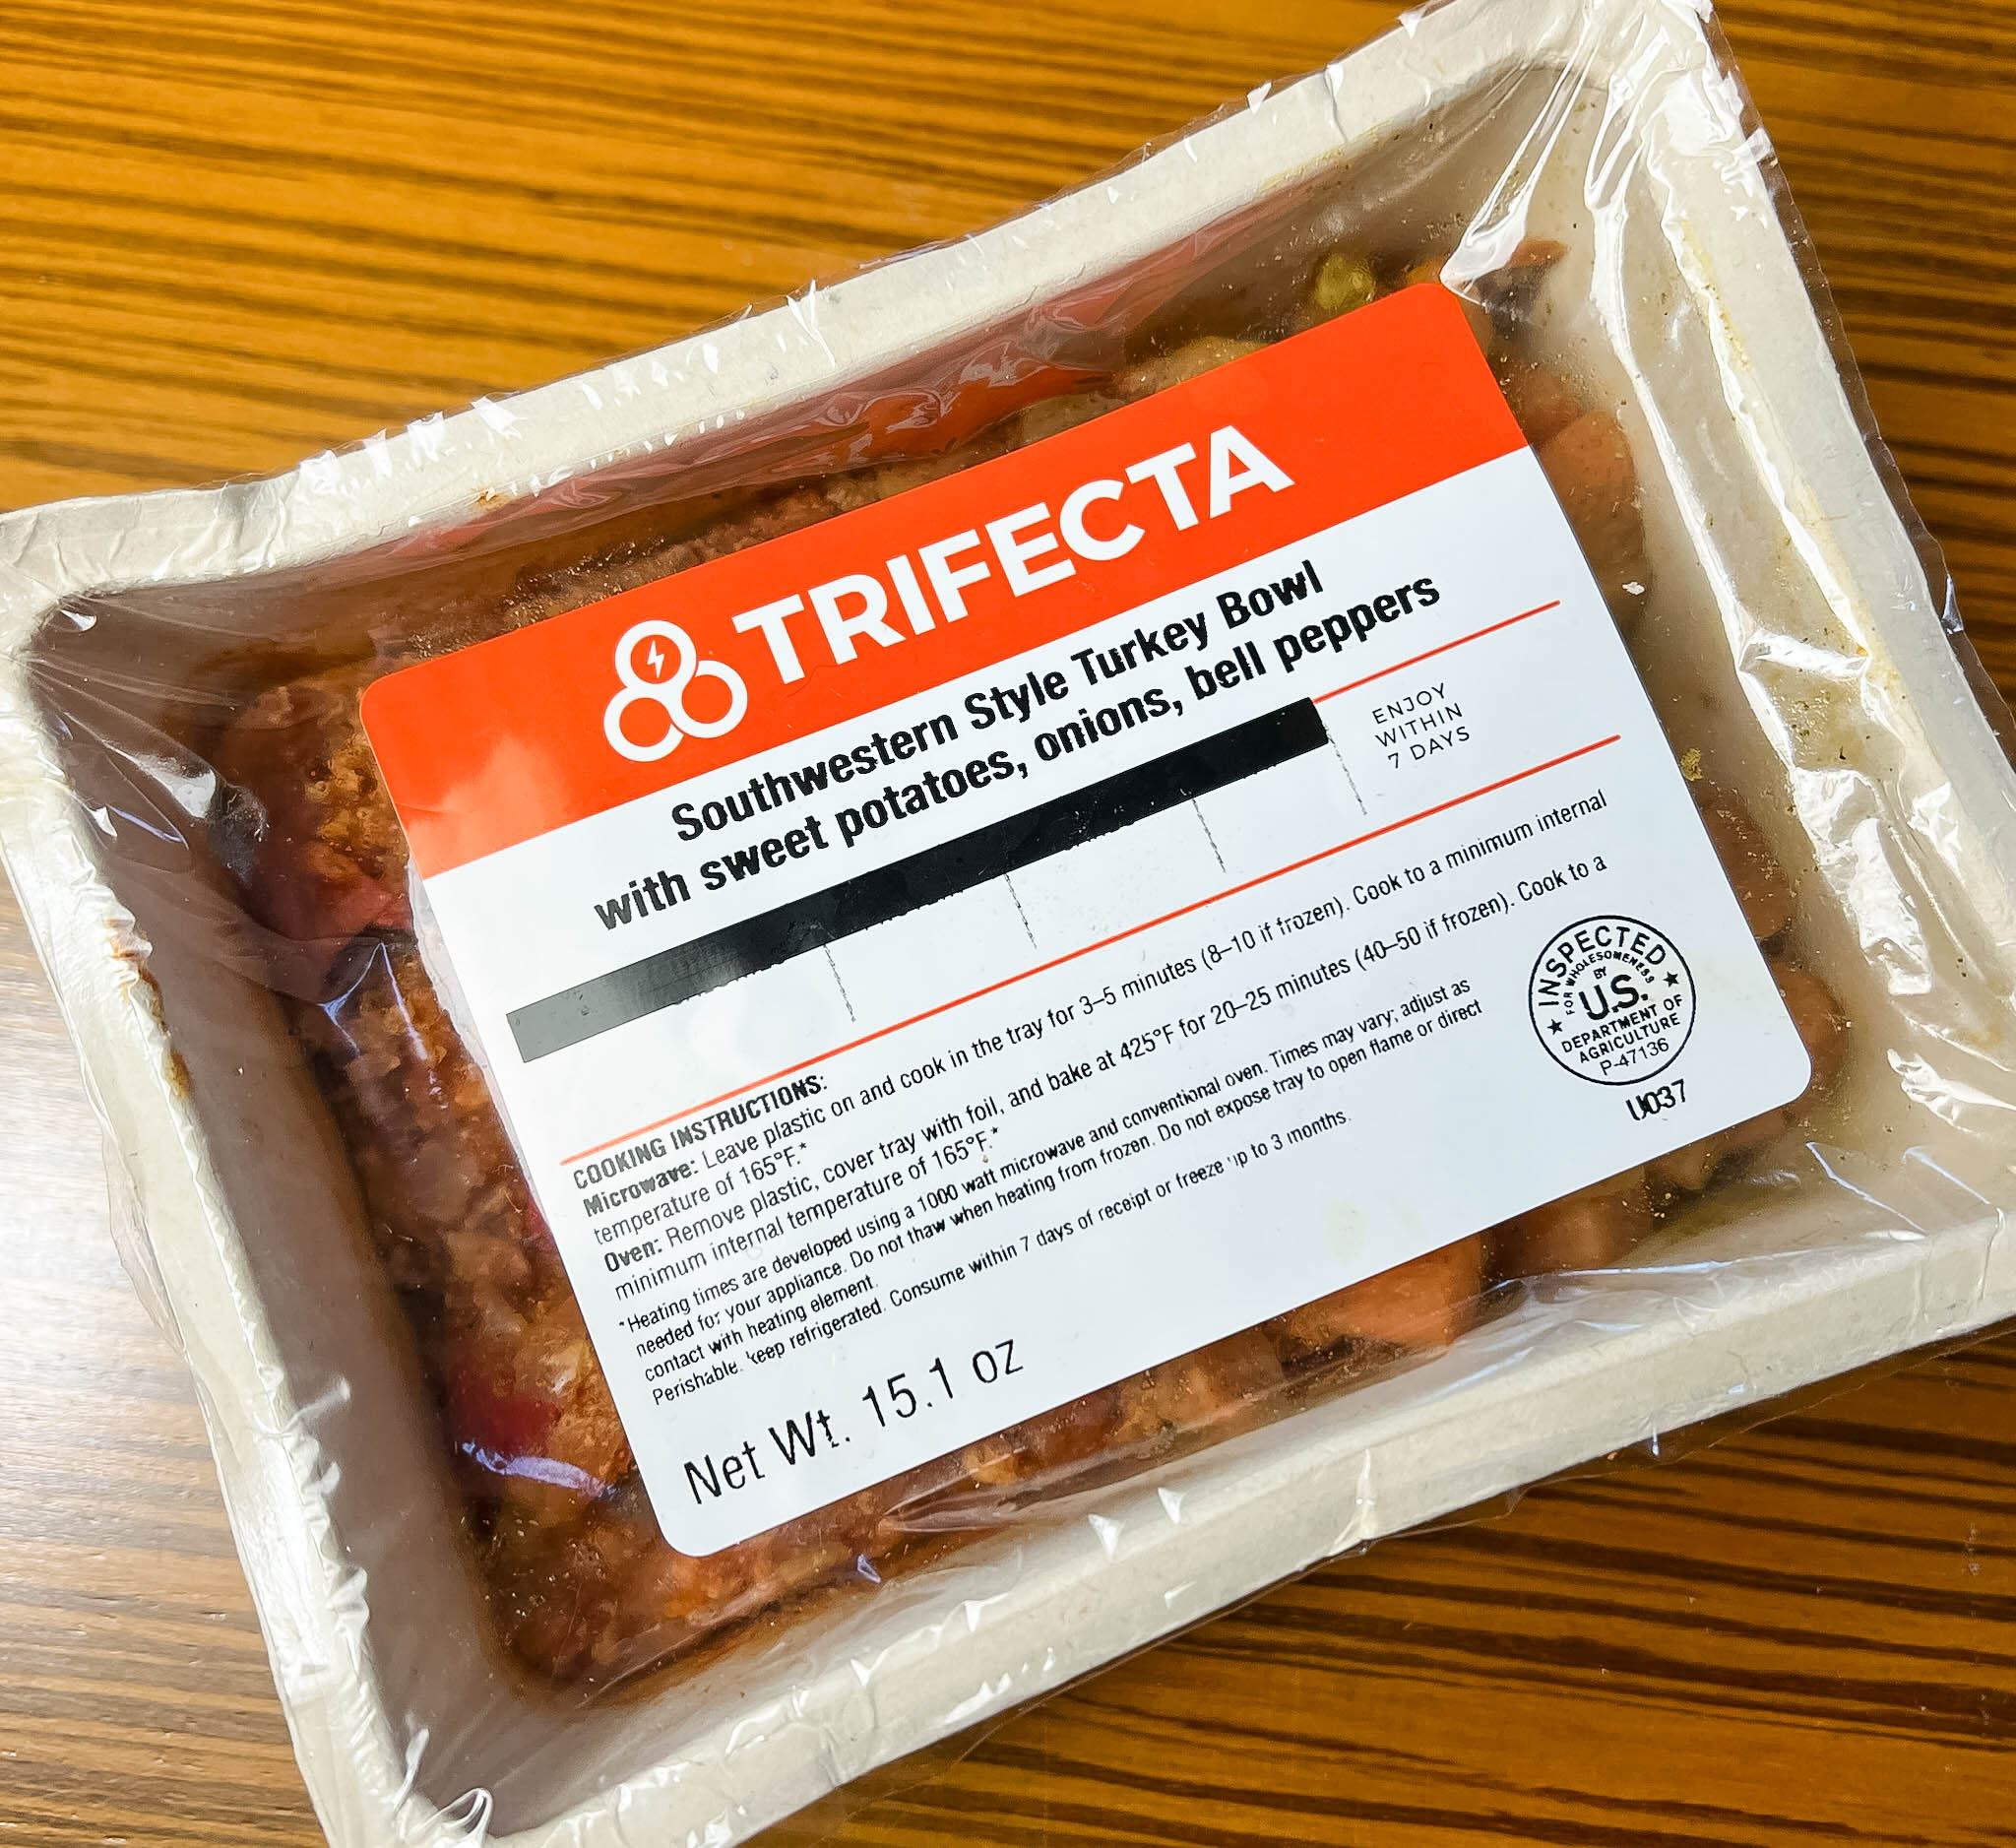 TRIFECTA
Southwestern Style Turkey Bowl
with sweet potatoes, onions, bell peppers
ENJOY
WITHIN
7 DAYS
COOKING INSTRUCTIONS:
Microwave: Leave plastic on and cook in the tray for 3–5 minutes (8–10 if frozen). Cook to a minimum internal
temperature of 165°F.*
Oven: Remove plastic, cover tray with foil, and bake at 425°F for 20–25 minutes (40–50 if frozen). Cook to a
minimum internal temperature of 165°F.*
*Heating times are developed using a 1000 watt microwave and conventional oven. Times may vary; adjust as
needed for your appliance. Do not thaw when heating from frozen. Do not expose tray to open flame or direct
contact with heating element.
Perishable. Keep refrigerated. Consume within 7 days of receipt or freeze up to 3 months.
Net Wt. 15.1 oz
INSPECTED
FOR WHOLESOMENESS
BY
U.S.
DEPARTMENT OF
AGRICULTURE
P-47136
U037